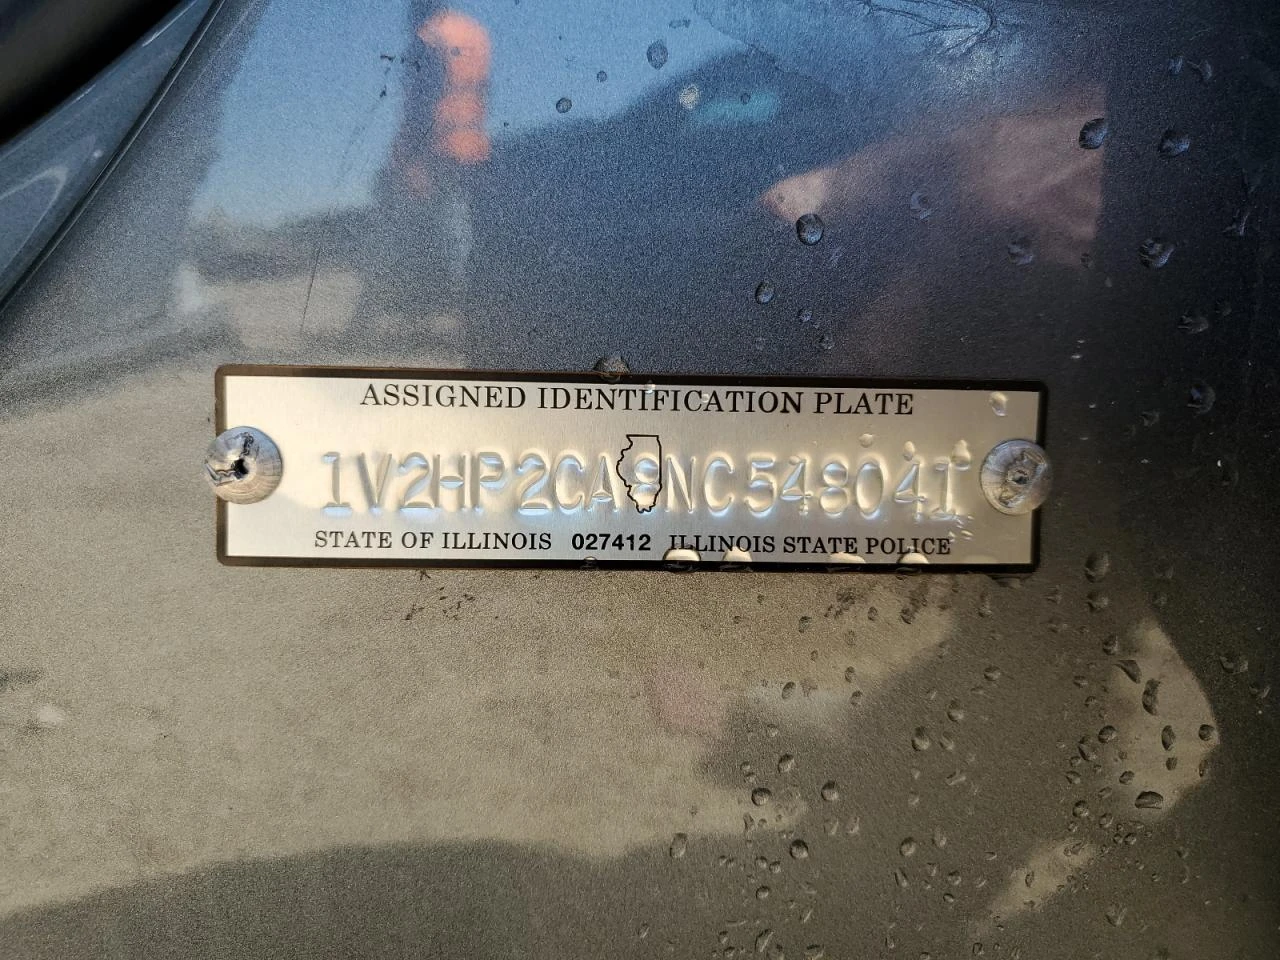 ASSIGNED IDENTIFICATION PLATE
1V2HP2CA8NC548041
STATE OF ILLINOIS 027412 ILLINOIS STATE POLICE